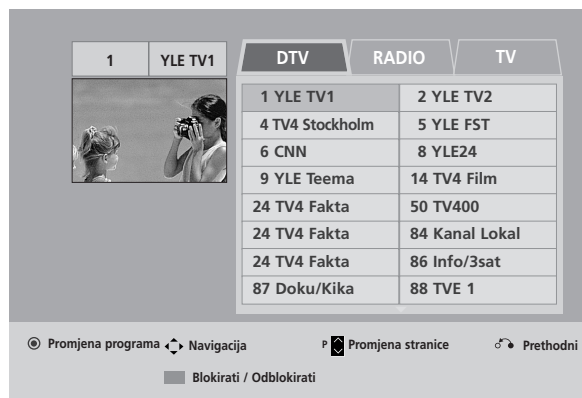 1 YLE TV1
DTV RADIO TV
1 YLE TV1 2 YLE TV2
4 TV4 Stockholm 5 YLE FST
6 CNN 8 YLE24
9 YLE Teema 14 TV4 Film
24 TV4 Fakta 50 TV400
24 TV4 Fakta 84 Kanal Lokal
24 TV4 Fakta 86 Info/3sat
87 Doku/Kika 88 TVE 1
Promjena programa Navigacija P Promjena stranice Prethodni
Blokirati / Odblokirati